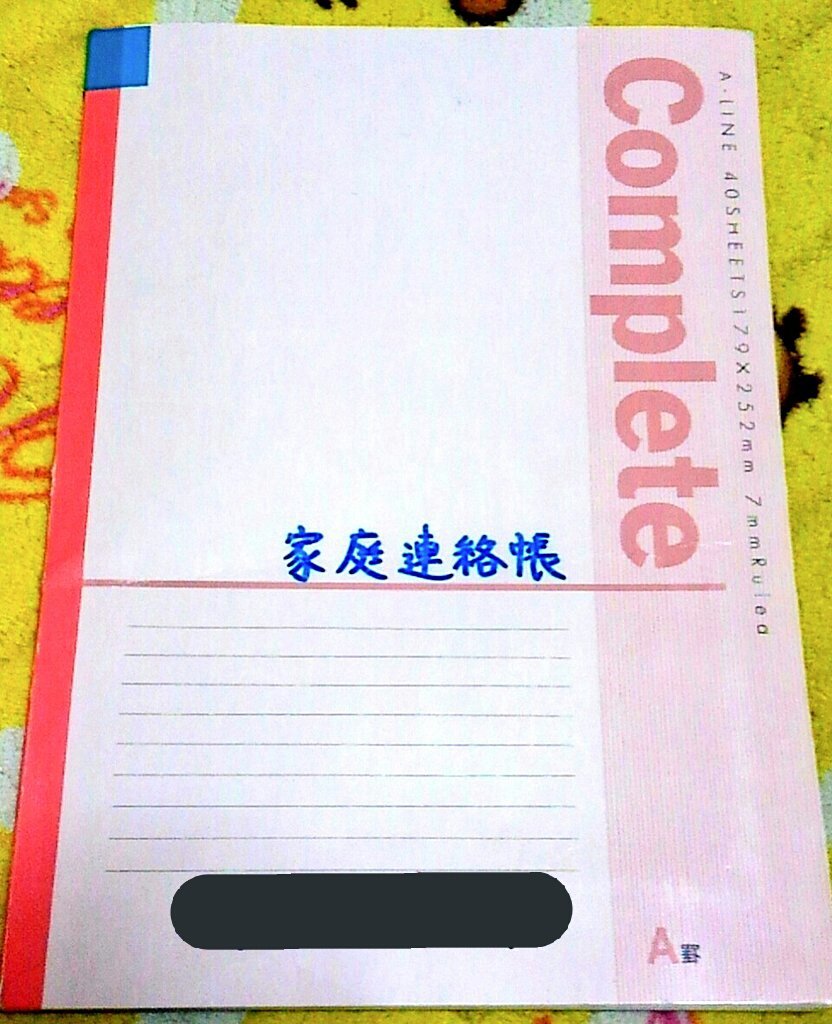 Complete
A・LINE 40SHEETS 179×252mm 7mmRuled
家庭連絡帳
A罫